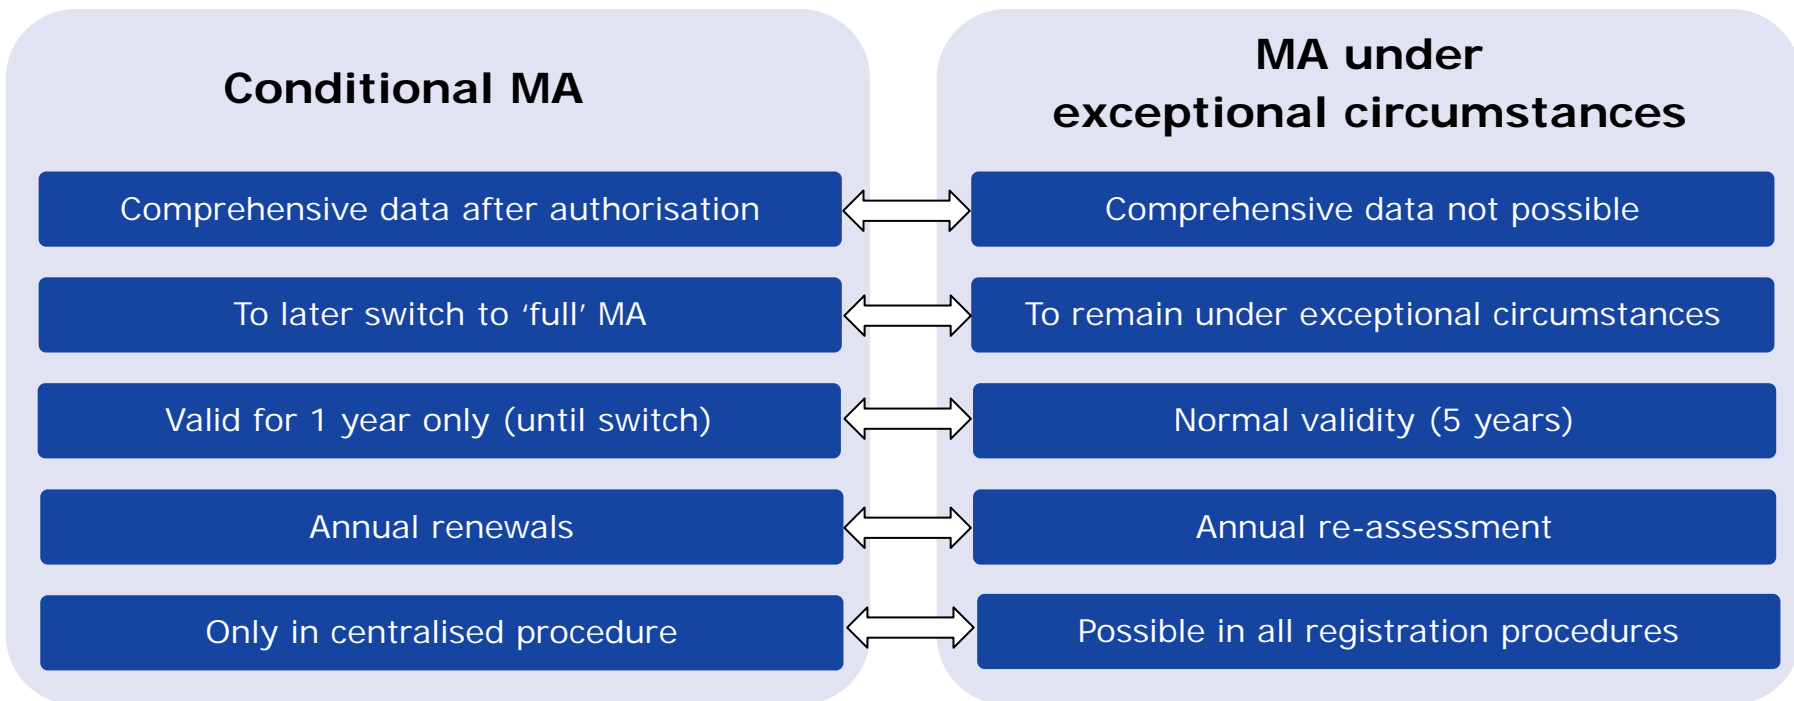 Conditional MA
Comprehensive data after authorisation
To later switch to ‘full’ MA
Valid for 1 year only (until switch)
Annual renewals
Only in centralised procedure
MA under
exceptional circumstances
Comprehensive data not possible
To remain under exceptional circumstances
Normal validity (5 years)
Annual re-assessment
Possible in all registration procedures